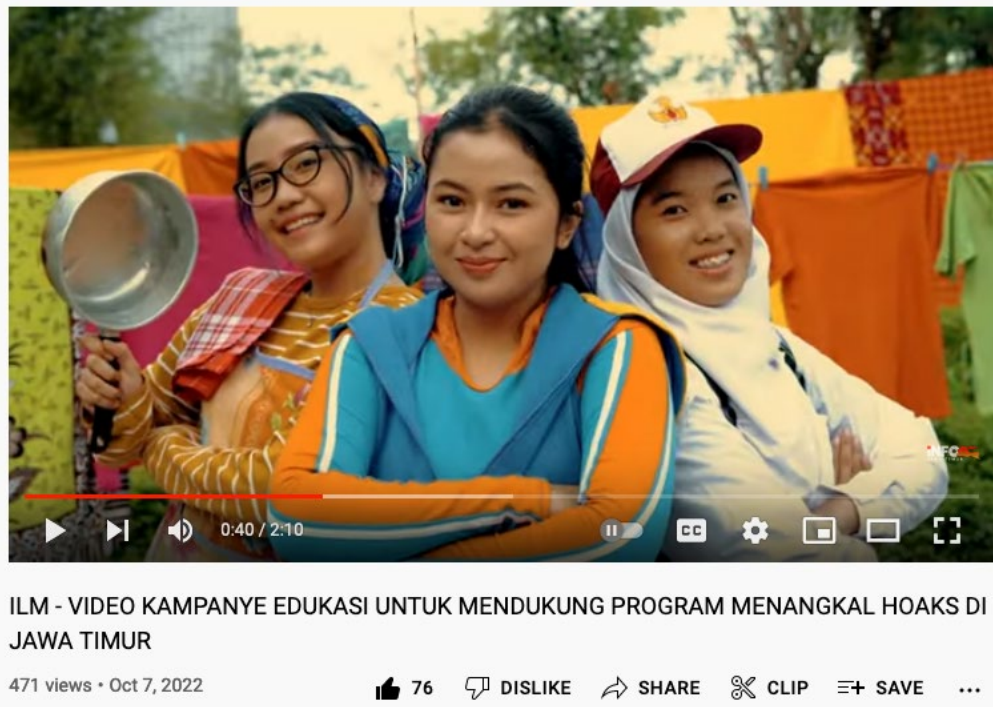 0:40 / 2:10
CC
ILM - VIDEO KAMPANYE EDUKASI UNTUK MENDUKUNG PROGRAM MENANGKAL HOAKS DI
JAWA TIMUR
471 views • Oct 7, 2022
76 DISLIKE SHARE CLIP SAVE